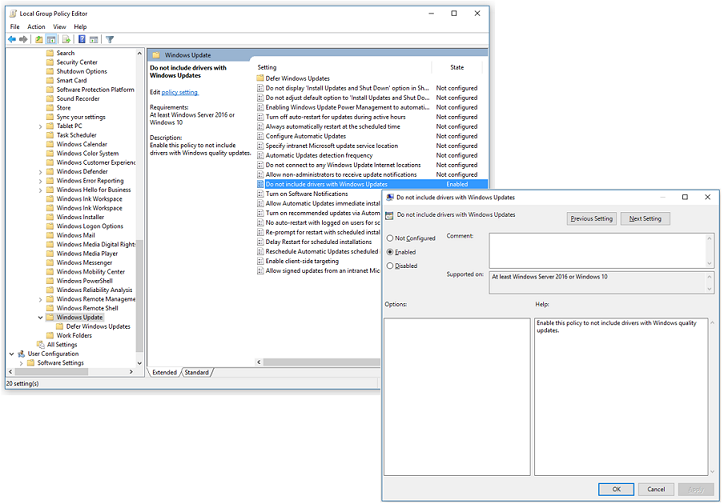 Local Group Policy Editor
File Action View Help
Search
Security Center
Shutdown Options
Smart Card
Software Protection Platform
Sound Recorder
Store
Sync your settings
Tablet PC
Task Scheduler
Windows Calendar
Windows Color System
Windows Customer Experience
Windows Defender
Windows Error Reporting
Windows Hello for Business
Windows Ink Workspace
Windows Ink Workspace
Windows Installer
Windows Logon Options
Windows Mail
Windows Media Digital Rights
Windows Media Player
Windows Messenger
Windows Mobility Center
Windows PowerShell
Windows Reliability Analysis
Windows Remote Manageme
Windows Remote Shell
Windows Update
Defer Windows Updates
Work Folders
All Settings
User Configuration
Software Settings
20 setting(s)
Windows Update
Do not include drivers with
Windows Updates
Edit policy setting.
Requirements:
At least Windows Server 2016 or
Windows 10
Description:
Enable this policy to not include
drivers with Windows quality updates.
Setting State
Defer Windows Updates
Do not display 'Install Updates and Shut Down' option in Sh... Not configured
Do not adjust default option to 'Install Updates and Shut Do... Not configured
Enabling Windows Update Power Management to automati... Not configured
Turn off auto-restart for updates during active hours Not configured
Always automatically restart at the scheduled time Not configured
Configure Automatic Updates Not configured
Specify intranet Microsoft update service location Not configured
Automatic Updates detection frequency Not configured
Do not connect to any Windows Update Internet locations Not configured
Allow non-administrators to receive update notifications Not configured
Do not include drivers with Windows Updates Enabled
Turn on Software Notifications
Allow Automatic Updates immediate instal
Turn on recommended updates via Autom
No auto-restart with logged on users for s
Re-prompt for restart with scheduled instal
Delay Restart for scheduled installations
Reschedule Automatic Updates scheduled
Enable client-side targeting
Allow signed updates from an intranet Mic
Extended Standard
Do not include drivers with Windows Updates
Do not include drivers with Windows Updates
Previous Setting Next Setting
Not Configured
Enabled
Disabled
Comment:
Supported on:
At least Windows Server 2016 or Windows 10
Options:
Help:
Enable this policy to not include drivers with Windows quality
updates.
OK Cancel Apply